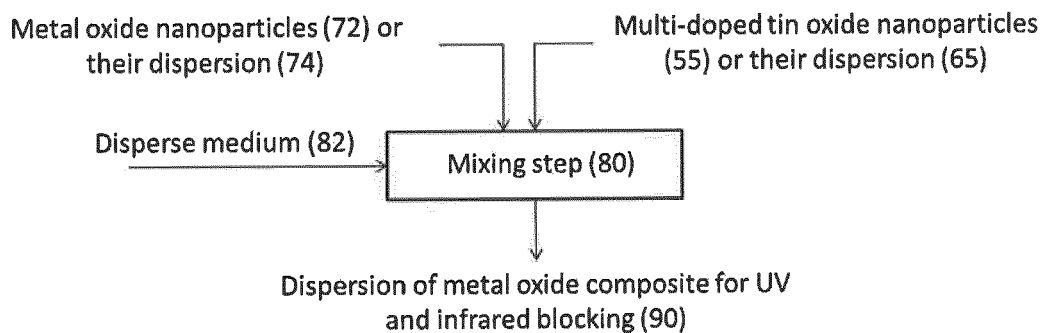 Metal oxide nanoparticles (72) or
their dispersion (74)
Multi-doped tin oxide nanoparticles
(55) or their dispersion (65)
Disperse medium (82)
Mixing step (80)
Dispersion of metal oxide composite for UV
and infrared blocking (90)